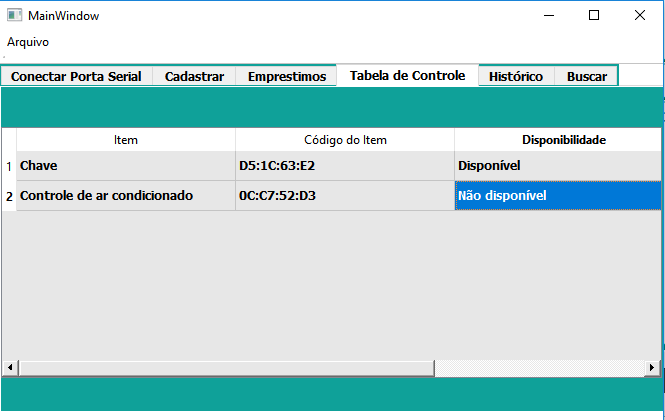 MainWindow
Arquivo
Conectar Porta Serial Cadastrar Emprestimos Tabela de Controle Histórico Buscar
Item Código do Item Disponibilidade
1 Chave D5:1C:63:E2 Disponível
2 Controle de ar condicionado 0C:C7:52:D3 Não disponível